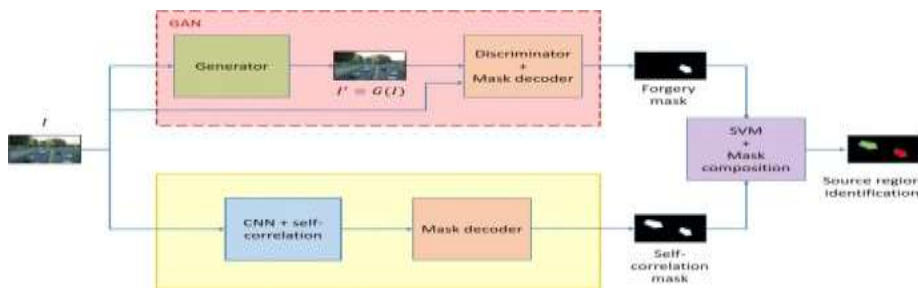 GAN
Generator
I' = G(I)
Discriminator
+
Mask decoder
Forgery
mask
I
SVM
+
Mask
composition
Source region
identification
CNN + self-
correlation
Mask decoder
Self-
correlation
mask